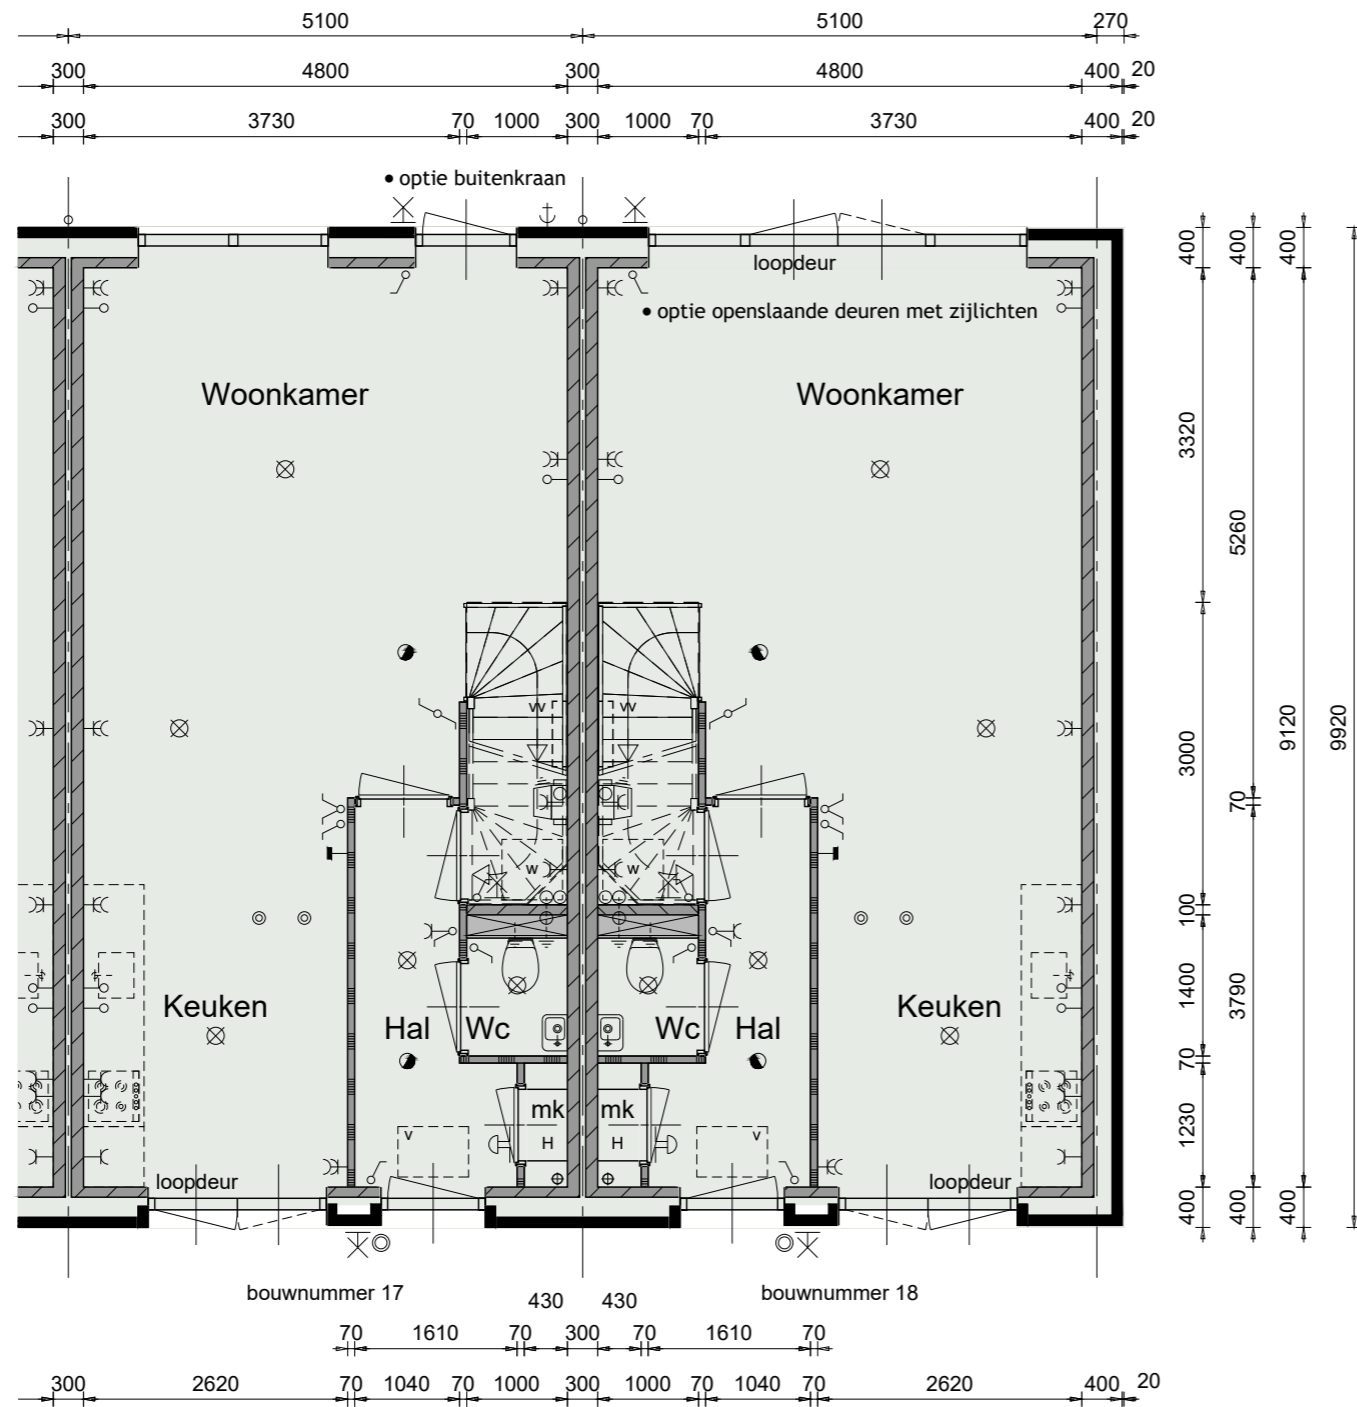 5100 5100 270
300 4800 300 4800 400 20
300 3730 70 1000 300 1000 70 3730 400 20
• optie buitenkraan
loopdeur
• optie openslaande deuren met zijlichten
Woonkamer Woonkamer
vv vv
w w
Keuken Hal Wc Wc Hal Keuken
mk mk
H H
v v
loopdeur loopdeur
400 3320 3000 100 1400 70 1230 400
400 5260 70 3790 400
400 9120 400
9920
bouwnummer 17 bouwnummer 18
430 430
70 1610 70 300 70 1610 70
300 2620 70 1040 70 1000 300 1000 70 1040 70 2620 400 20